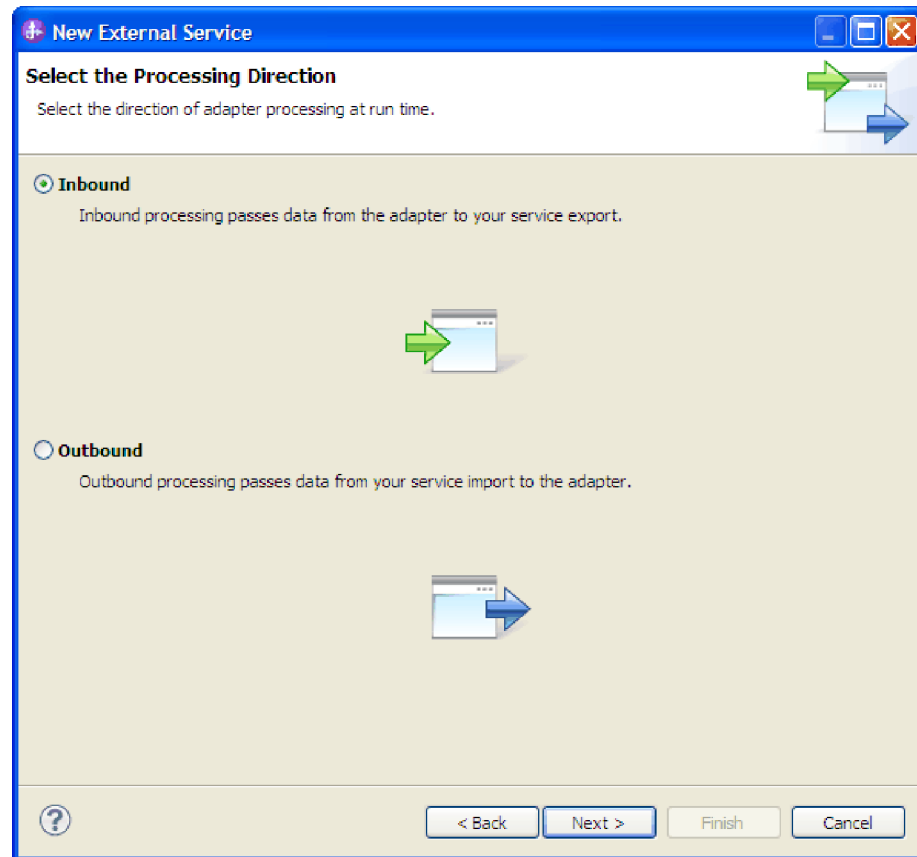 New External Service
Select the Processing Direction
Select the direction of adapter processing at run time.
Inbound
Inbound processing passes data from the adapter to your service export.
Outbound
Outbound processing passes data from your service import to the adapter.
?
< Back
Next >
Finish
Cancel